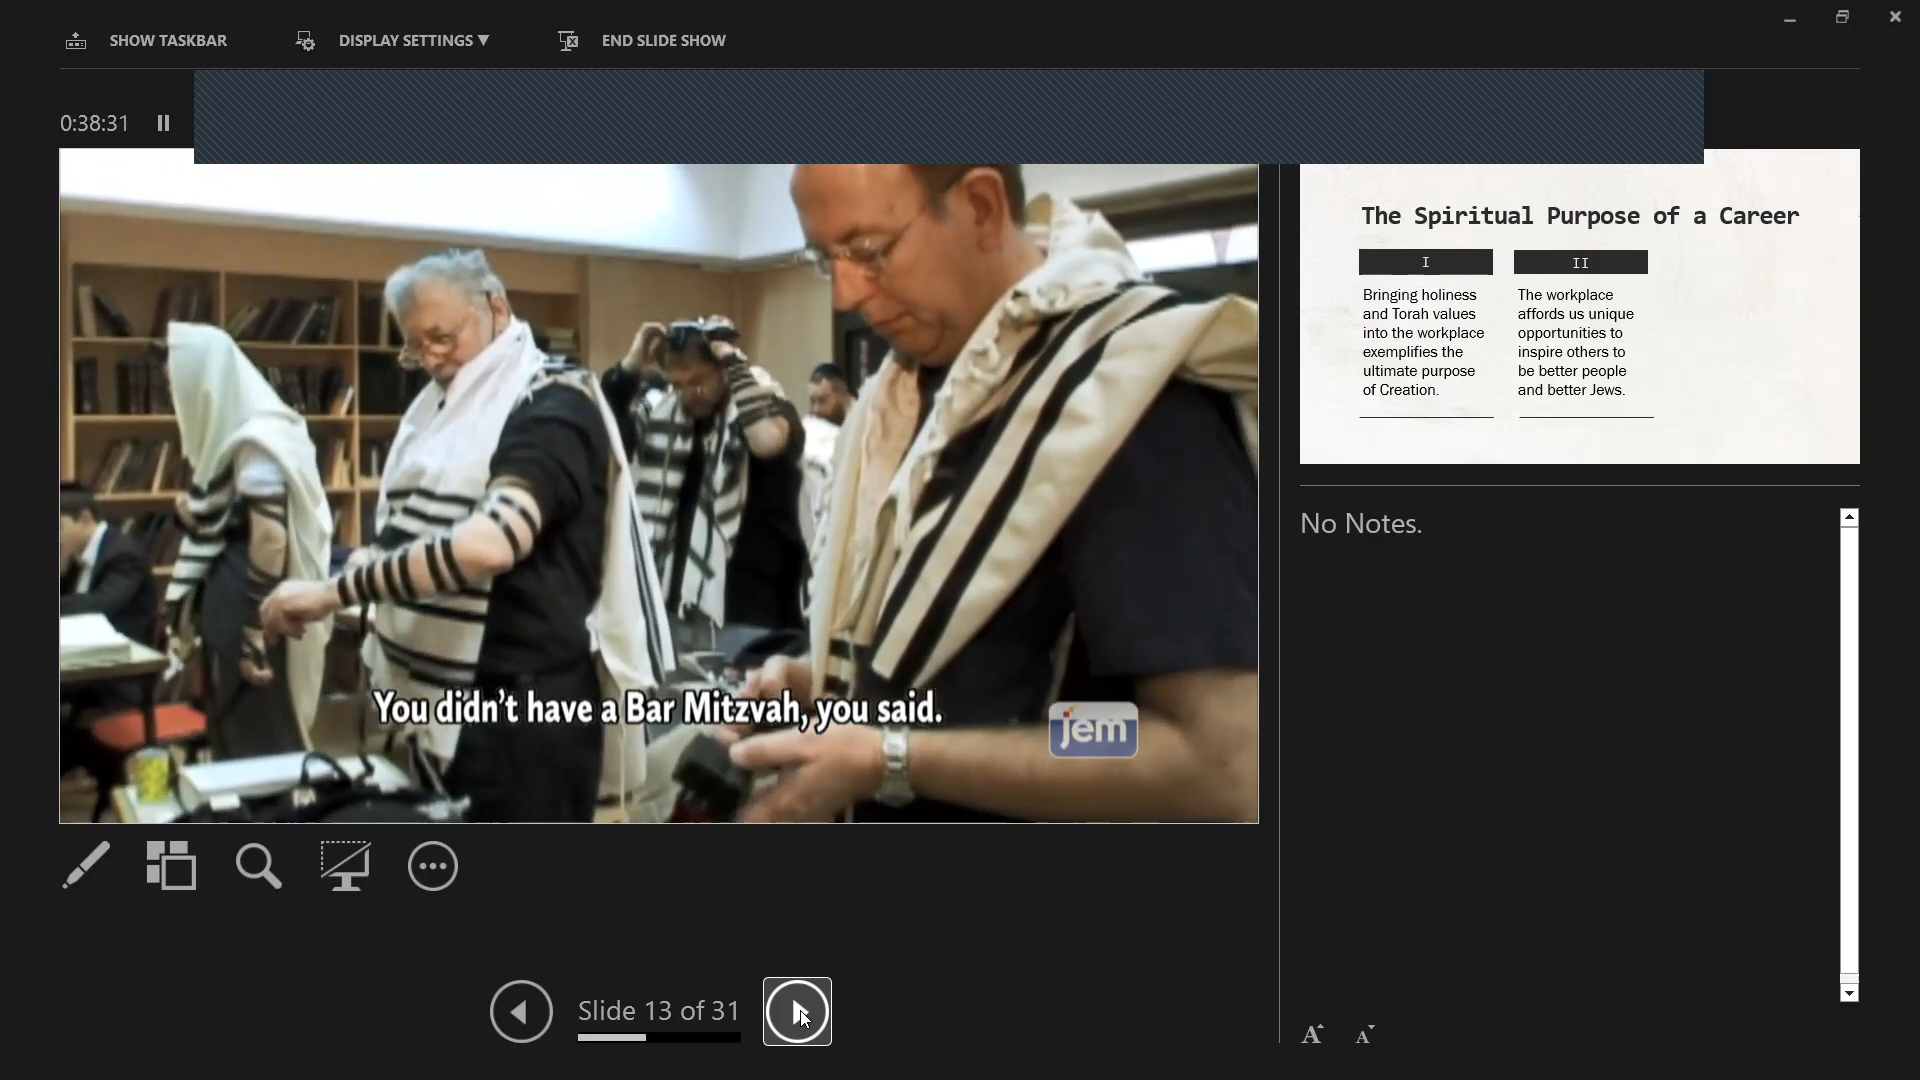 SHOW TASKBAR
DISPLAY SETTINGS ▼
END SLIDE SHOW
0:38:31
You didn't have a Bar Mitzvah, you said.
jem
The Spiritual Purpose of a Career
I
Bringing holiness
and Torah values
into the workplace
exemplifies the
ultimate purpose
of Creation.
II
The workplace
affords us unique
opportunities to
inspire others to
be better people
and better Jews.
No Notes.
Slide 13 of 31
A
A